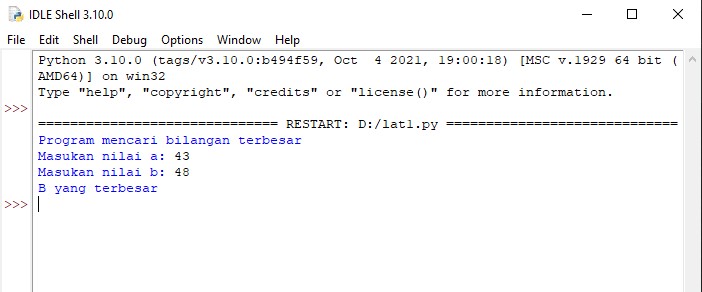 IDLE Shell 3.10.0
File Edit Shell Debug Options Window Help
Python 3.10.0 (tags/v3.10.0:b494f59, Oct  4 2021, 19:00:18) [MSC v.1929 64 bit (
AMD64)] on win32
Type "help", "copyright", "credits" or "license()" for more information.
>>>
============================== RESTART: D:/lat1.py =============================
Program mencari bilangan terbesar
Masukan nilai a: 43
Masukan nilai b: 48
B yang terbesar
>>>